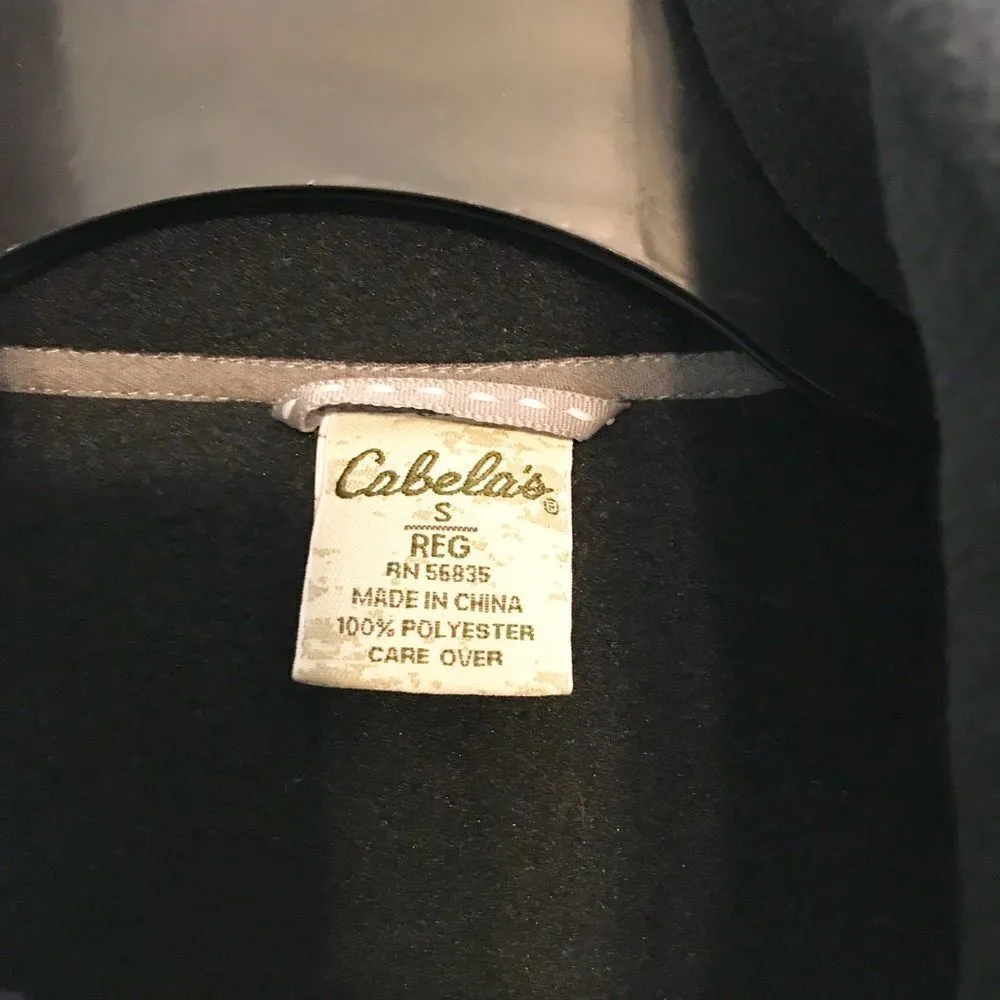 Cabela's®
S
REG
RN 56835
MADE IN CHINA
100% POLYESTER
CARE OVER